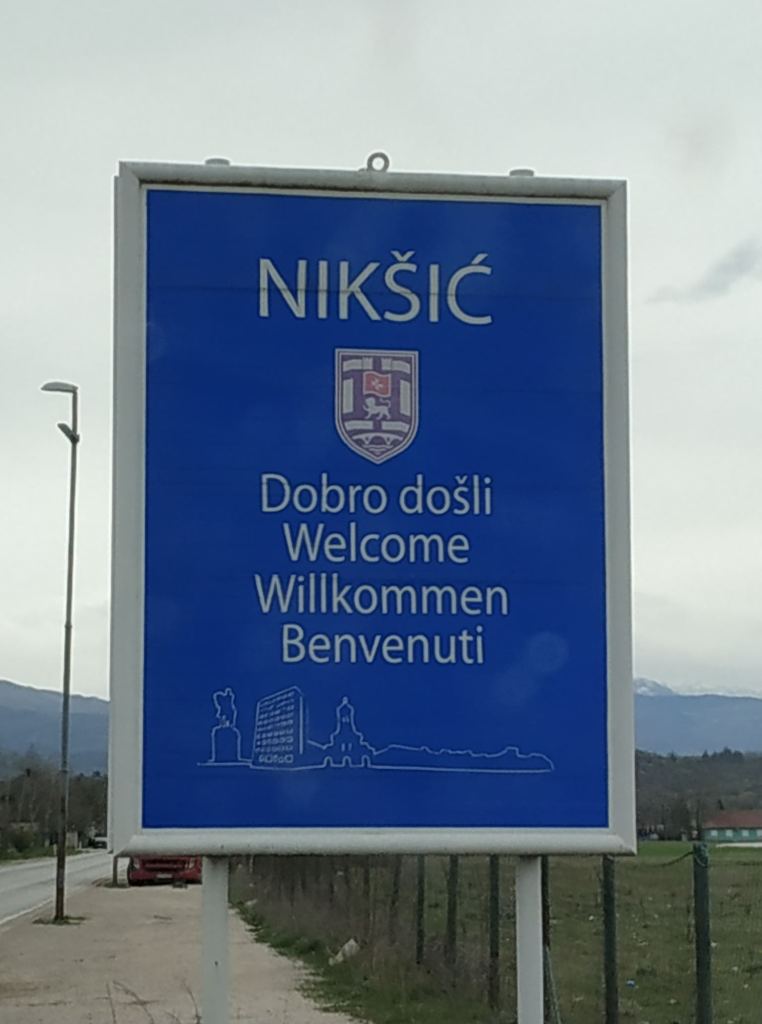 NIKŠIĆ
Dobro došli
Welcome
Willkommen
Benvenuti